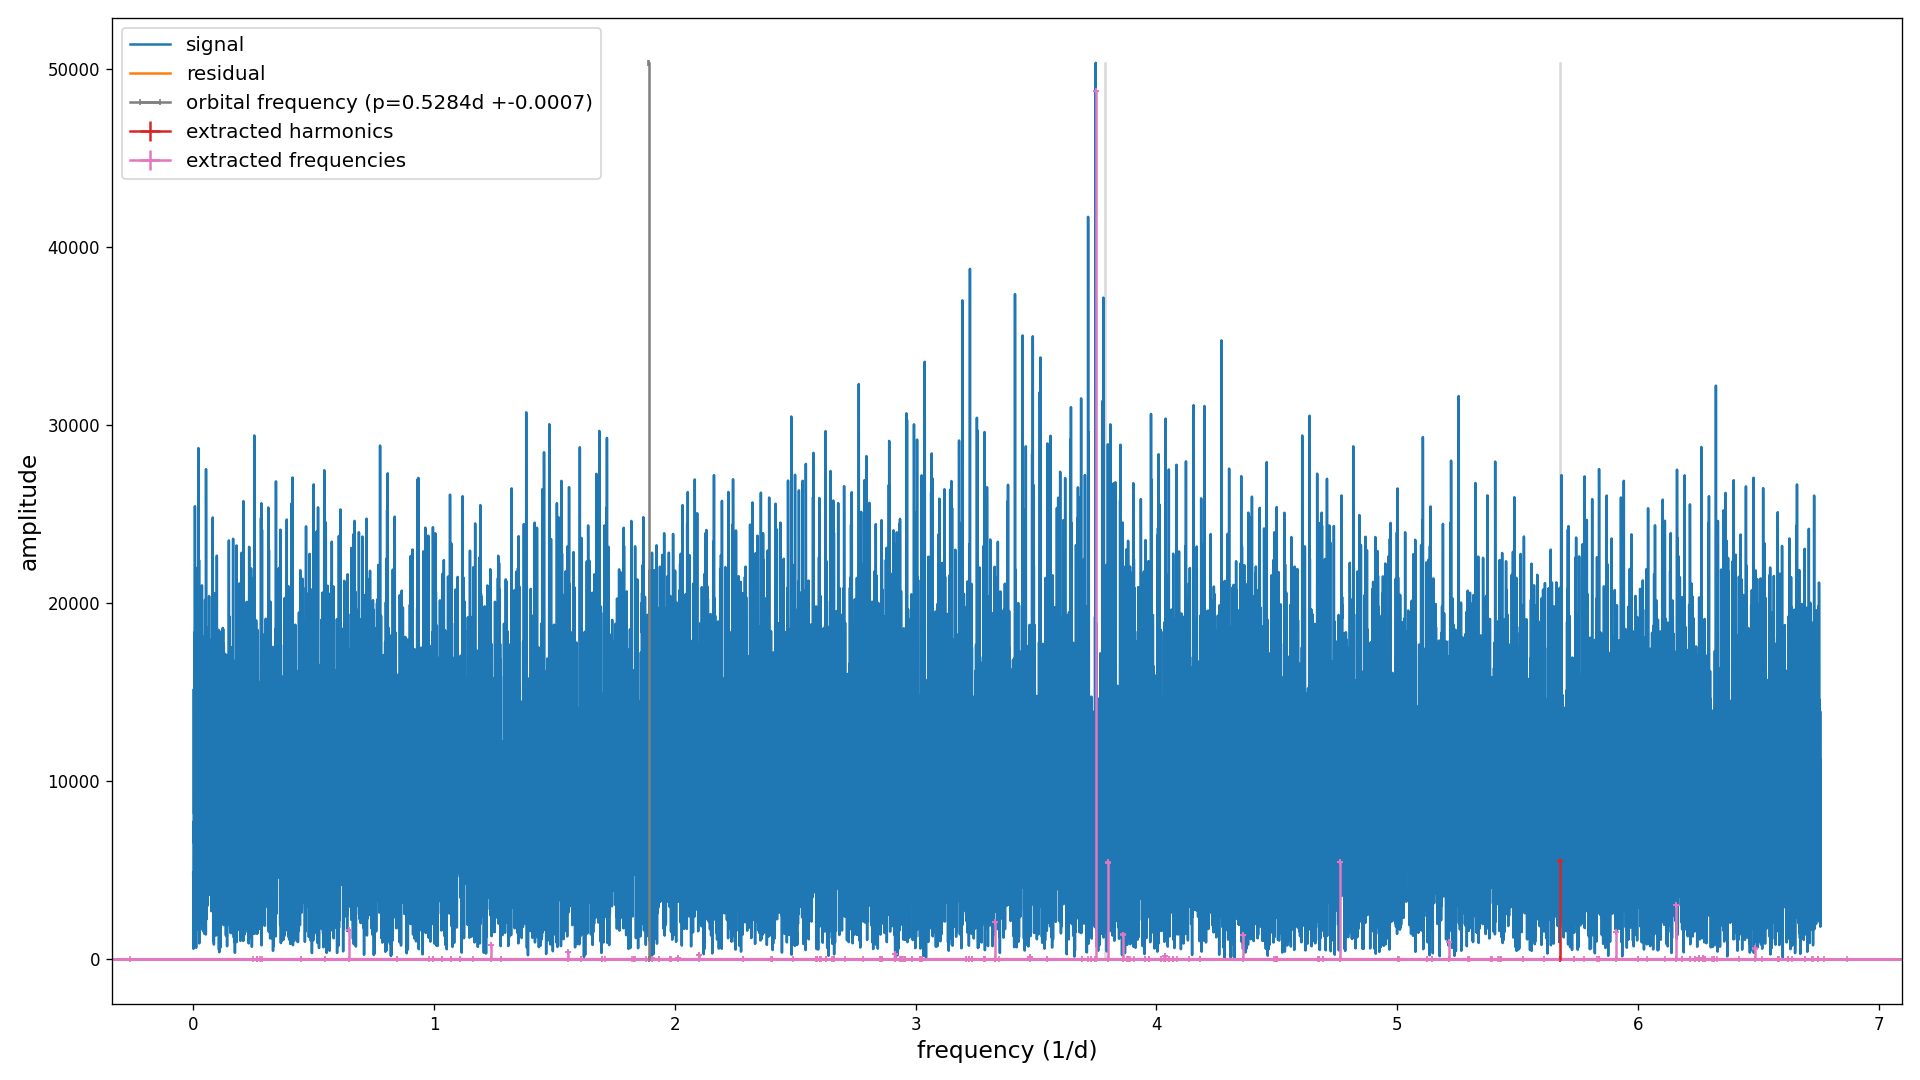 signal
residual
orbital frequency (p=0.5284d +-0.0007)
extracted harmonics
extracted frequencies
50000
40000
30000
20000
10000
0
amplitude
0 1 2 3 4 5 6 7
frequency (1/d)